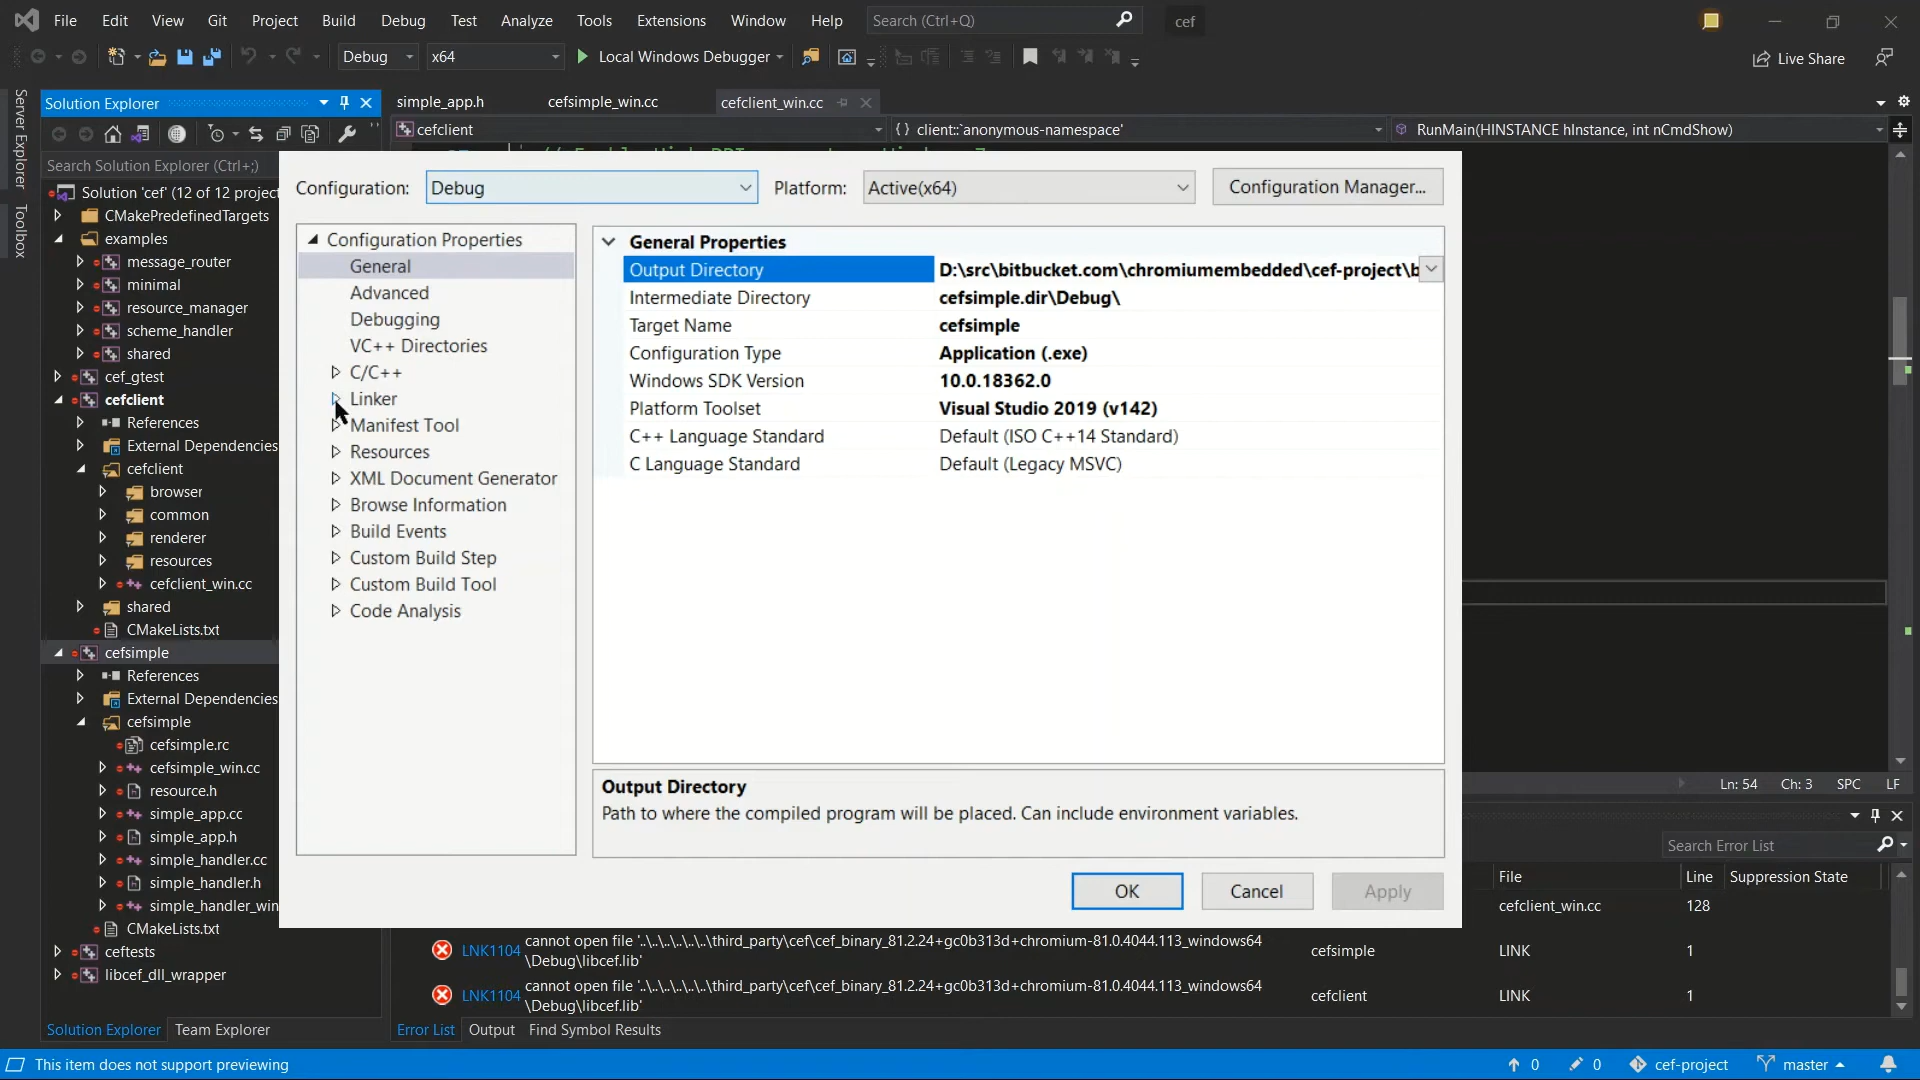 File Edit View Git Project Build Debug Test Analyze Tools Extensions Window Help Search (Ctrl+Q) cef
Debug x64 Local Windows Debugger Live Share
Server Explorer
Toolbox
Solution Explorer
Search Solution Explorer (Ctrl+;)
Solution 'cef' (12 of 12 project
CMakePredefinedTargets
examples
message_router
minimal
resource_manager
scheme_handler
shared
cef_gtest
cefclient
References
External Dependencies
cefclient
browser
common
renderer
resources
cefclient_win.cc
shared
CMakeLists.txt
cefsimple
References
External Dependencies
cefsimple
cefsimple.rc
cefsimple_win.cc
resource.h
simple_app.cc
simple_app.h
simple_handler.cc
simple_handler.h
simple_handler_win
CMakeLists.txt
ceftests
libcef_dll_wrapper
Solution Explorer Team Explorer
simple_app.h cefsimple_win.cc cefclient_win.cc
cefclient {} client::`anonymous-namespace' RunMain(HINSTANCE hInstance, int nCmdShow)
Configuration: Debug Platform: Active(x64) Configuration Manager...
Configuration Properties
General
Advanced
Debugging
VC++ Directories
C/C++
Linker
Manifest Tool
Resources
XML Document Generator
Browse Information
Build Events
Custom Build Step
Custom Build Tool
Code Analysis
General Properties
Output Directory D:\src\bitbucket.com\chromiumembedded\cef-project\b
Intermediate Directory cefsimple.dir\Debug\
Target Name cefsimple
Configuration Type Application (.exe)
Windows SDK Version 10.0.18362.0
Platform Toolset Visual Studio 2019 (v142)
C++ Language Standard Default (ISO C++14 Standard)
C Language Standard Default (Legacy MSVC)
Output Directory
Path to where the compiled program will be placed. Can include environment variables.
OK Cancel Apply
Ln: 54 Ch: 3 SPC LF
Search Error List
File Line Suppression State
cefclient_win.cc 128
LNK1104 cannot open file '..\..\..\..\..\third_party\cef\cef_binary_81.2.24+gc0b313d+chromium-81.0.4044.113_windows64 cefsimple LINK 1
\Debug\libcef.lib'
LNK1104 cannot open file '..\..\..\..\..\third_party\cef\cef_binary_81.2.24+gc0b313d+chromium-81.0.4044.113_windows64 cefclient LINK 1
\Debug\libcef.lib'
Error List Output Find Symbol Results
This item does not support previewing 0 0 cef-project master